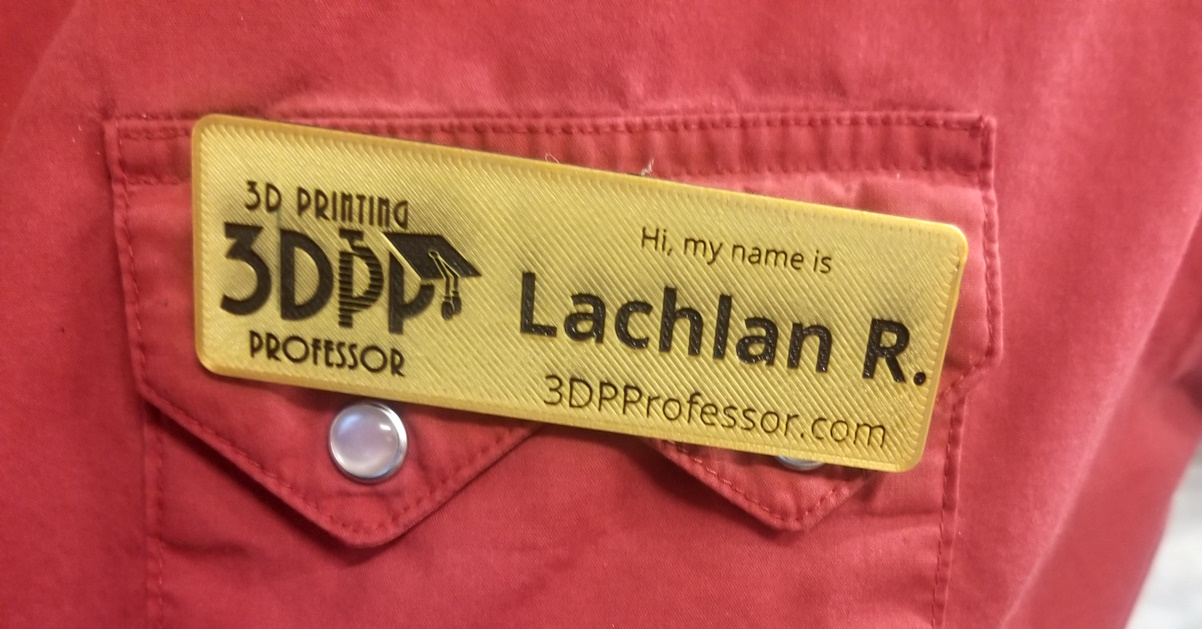 3D PRINTING
3DPP
PROFESSOR
Hi, my name is
Lachlan R.
3DPProfessor.com